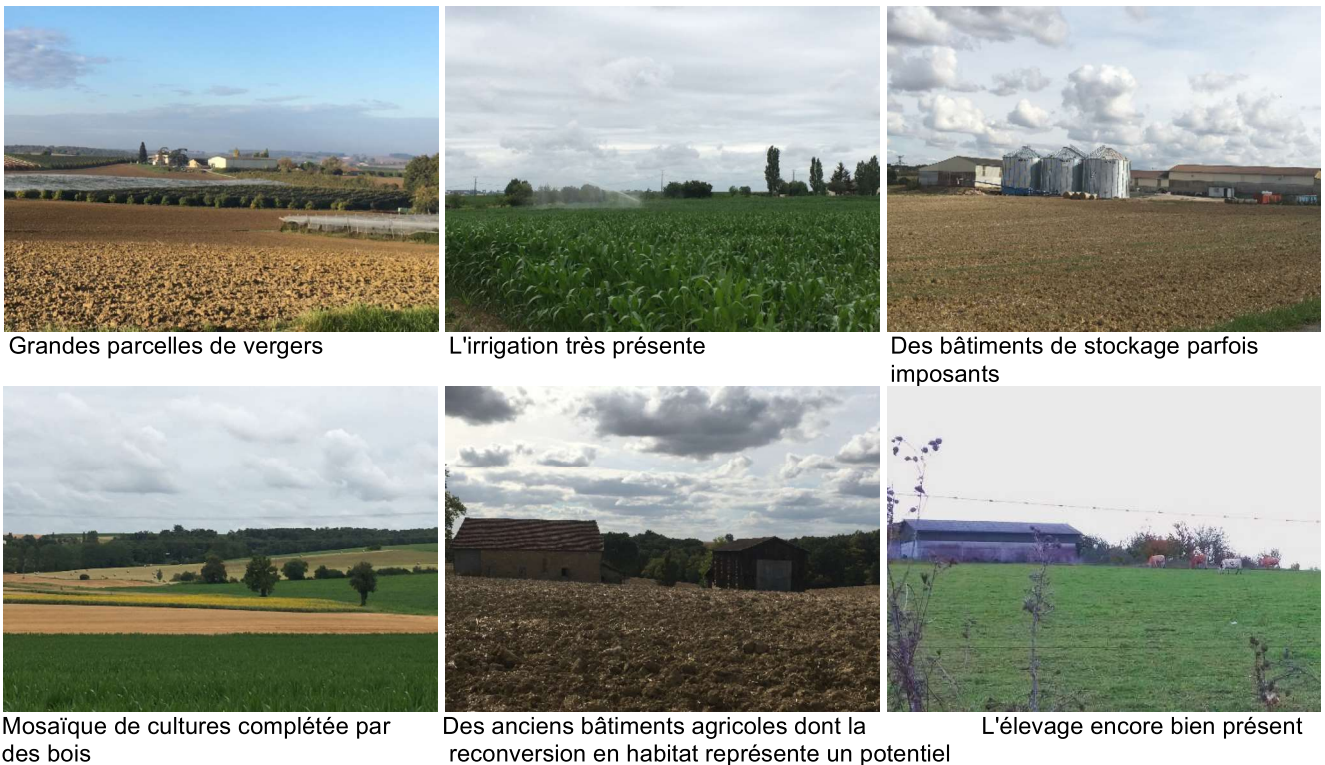 Grandes parcelles de vergers
L'irrigation très présente
Des bâtiments de stockage parfois
imposants
Mosaïque de cultures complétée par
des bois
Des anciens bâtiments agricoles dont la
reconversion en habitat représente un potentiel
L'élevage encore bien présent